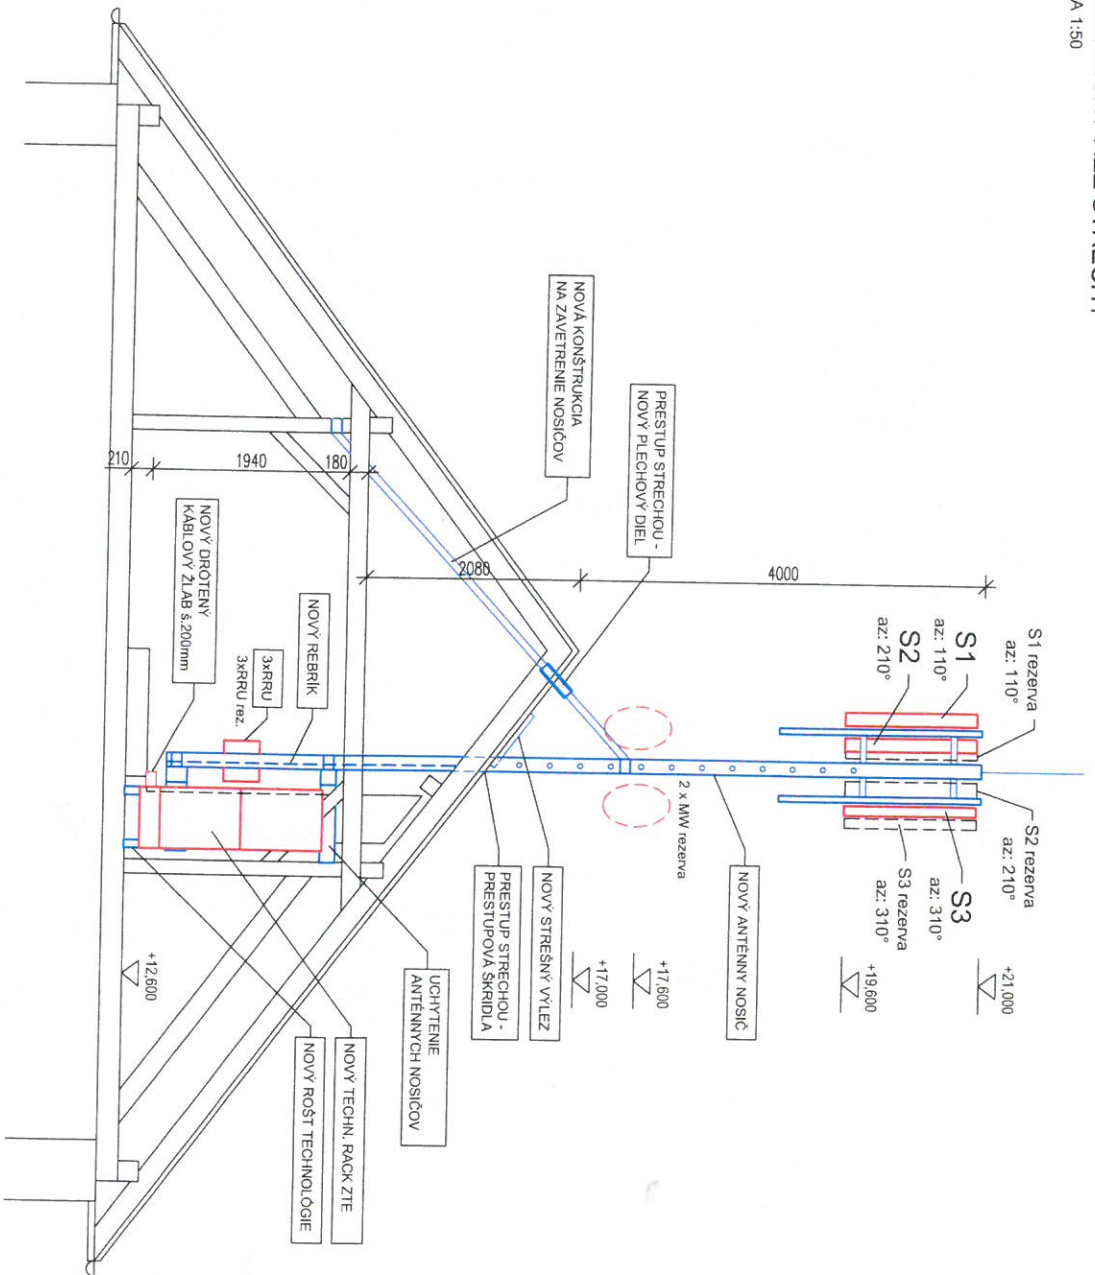 A 1:50
S1 rezerva
az: 110°
S1
az: 110°
S2
az: 210°
S2 rezerva
az: 210°
S3
az: 310°
S3 rezerva
az: 310°
+21,000
+19,600
+17,600
+17,000
+12,600
4000
2080
180
1940
210
PRESTUP STRECHOU -
NOVÝ PLECHOVÝ DIEL
NOVÁ KONŠTRUKCIA
NA ZAVETRENIE NOSIČOV
2 x MW rezerva
NOVÝ ANTÉNNY NOSIČ
NOVÝ STREŠNÝ VÝLEZ
PRESTUP STRECHOU -
PRESTUPOVÁ ŠKRIDLA
NOVÝ REBRÍK
3xRRU
3xRRU rez.
NOVÝ DRÔTENÝ
KÁBLOVÝ ŽĽAB š.200mm
UCHYTENIE
ANTÉNNYCH NOSIČOV
NOVÝ TECHN. RACK ZTE
NOVÝ ROŠT TECHNOLÓGIE